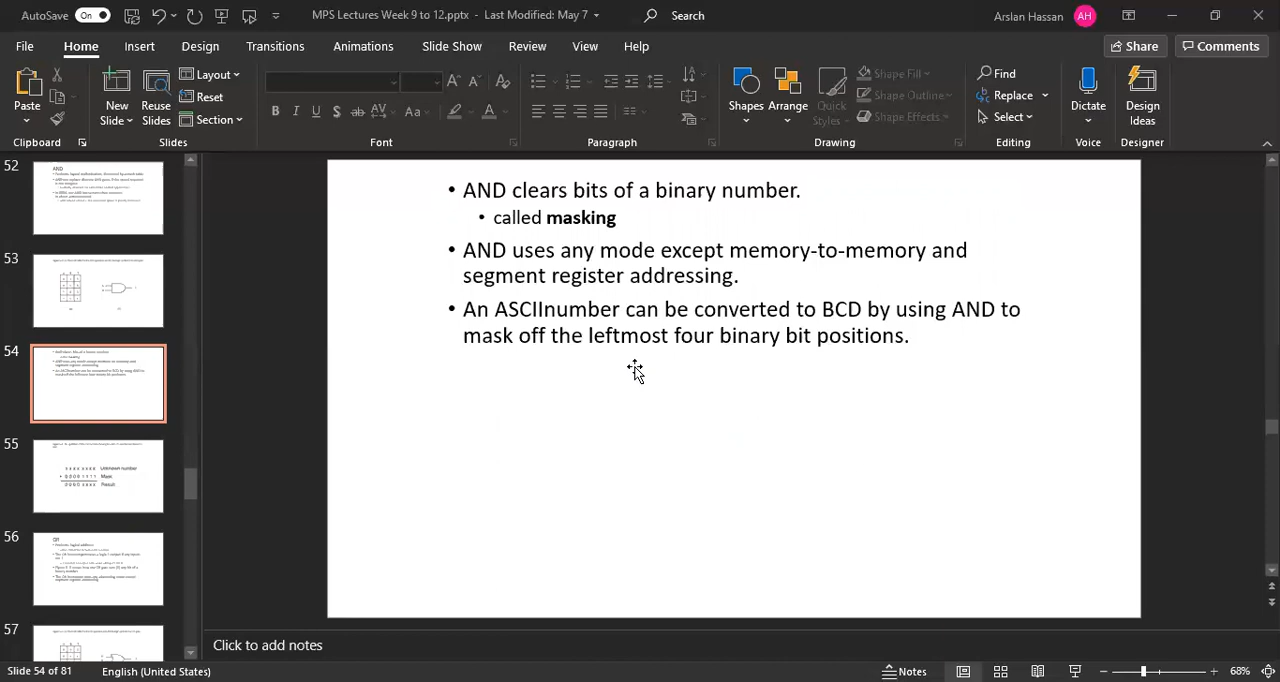 AutoSave On MPS Lectures Week 9 to 12.pptx - Last Modified: May 7 Search Arslan Hassan AH
File Home Insert Design Transitions Animations Slide Show Review View Help Share Comments
Paste New Slide Reuse Slides Layout Reset Section Shapes Arrange Quick Styles Shape Fill Shape Outline Shape Effects Find Replace Select Dictate Design Ideas
Clipboard Slides Font Paragraph Drawing Editing Voice Designer
52
AND
53
54
55
Unknown number
Mask
Result
56
OR
57
• AND clears bits of a binary number.
• called masking
• AND uses any mode except memory-to-memory and
segment register addressing.
• An ASCIInumber can be converted to BCD by using AND to
mask off the leftmost four binary bit positions.
Click to add notes
Slide 54 of 81 English (United States) Notes 68%